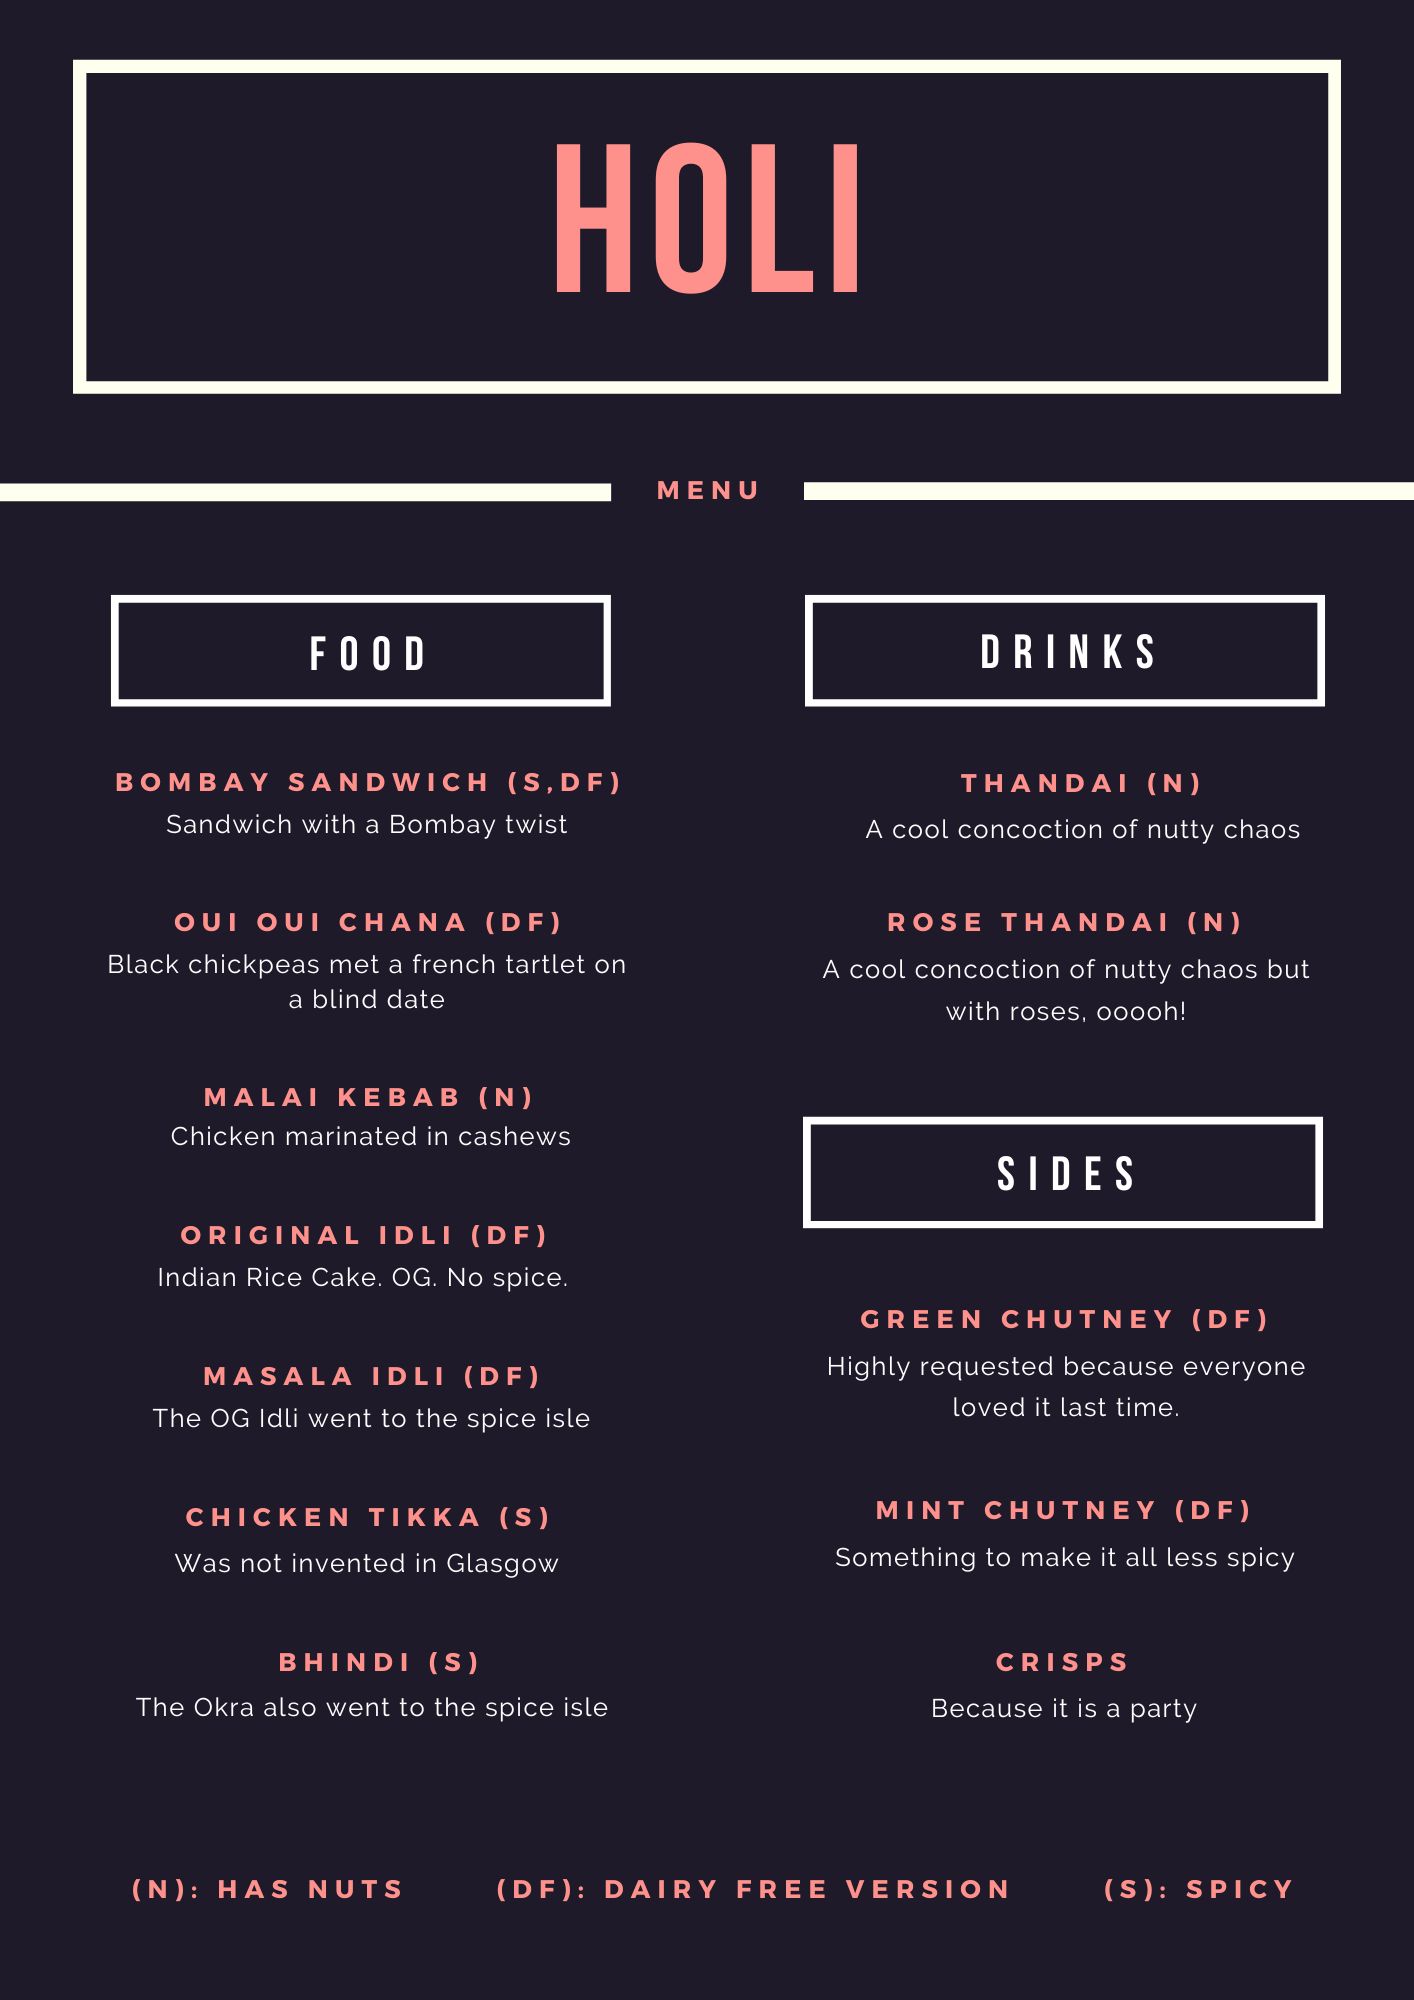 HOLI
MENU
FOOD
BOMBAY SANDWICH (S,DF)
Sandwich with a Bombay twist
OUI OUI CHANA (DF)
Black chickpeas met a french tartlet on
a blind date
MALAI KEBAB (N)
Chicken marinated in cashews
ORIGINAL IDLI (DF)
Indian Rice Cake. OG. No spice.
MASALA IDLI (DF)
The OG Idli went to the spice isle
CHICKEN TIKKA (S)
Was not invented in Glasgow
BHINDI (S)
The Okra also went to the spice isle
DRINKS
THANDAI (N)
A cool concoction of nutty chaos
ROSE THANDAI (N)
A cool concoction of nutty chaos but
with roses, ooooh!
SIDES
GREEN CHUTNEY (DF)
Highly requested because everyone
loved it last time.
MINT CHUTNEY (DF)
Something to make it all less spicy
CRISPS
Because it is a party
(N): HAS NUTS (DF): DAIRY FREE VERSION (S): SPICY